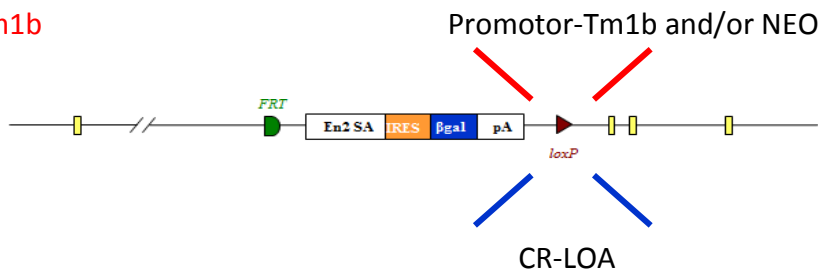 m1b
Promotor-Tm1b and/or NEO
FRT
En2 SA IRES βgal pA
loxP
CR-LOA